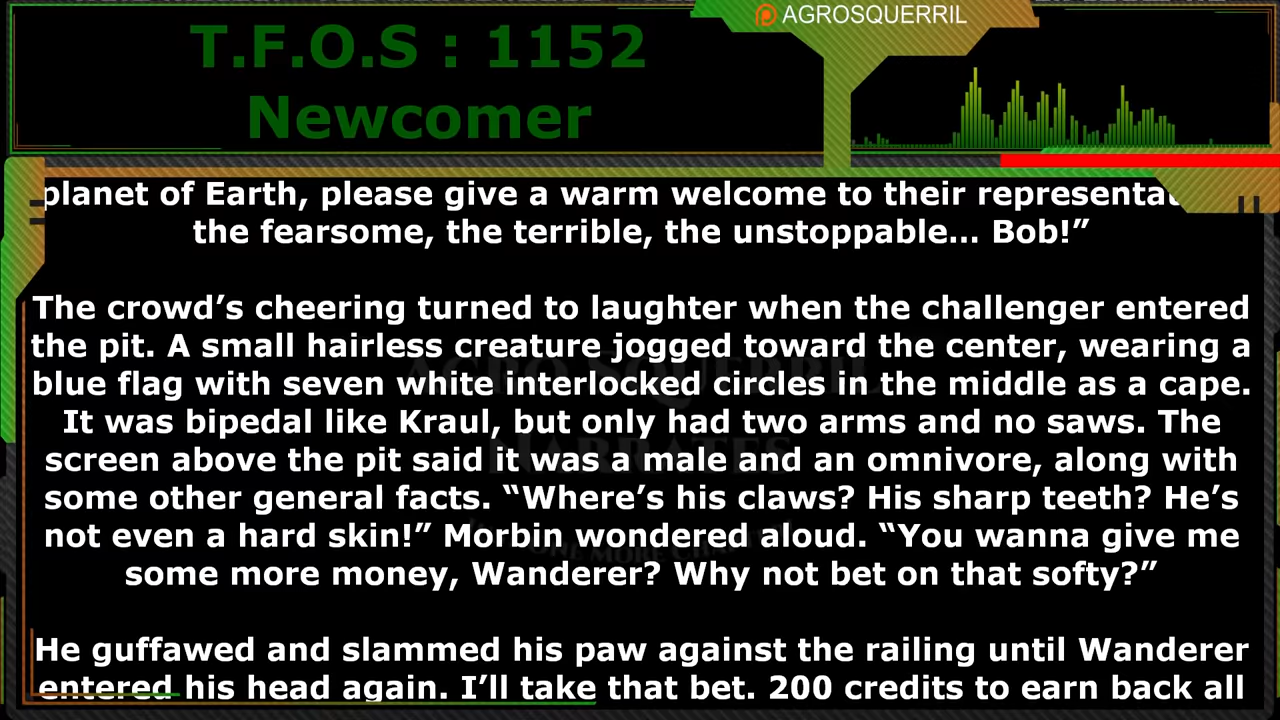 AGROSQUERRIL
T.F.O.S : 1152
Newcomer
planet of Earth, please give a warm welcome to their
the fearsome, the terrible, the unstoppable... Bob!”
The crowd’s cheering turned to laughter when the challenger entered
the pit. A small hairless creature jogged toward the center, wearing a
blue flag with seven white interlocked circles in the middle as a cape.
It was bipedal like Kraul, but only had two arms and no saws. The
screen above the pit said it was a male and an omnivore, along with
some other general facts. “Where’s his claws? His sharp teeth? He’s
not even a hard skin!” Morbin wondered aloud. “You wanna give me
some more money, Wanderer? Why not bet on that softy?”
He guffawed and slammed his paw against the railing until Wanderer
entered his head again. I’ll take that bet. 200 credits to earn back all